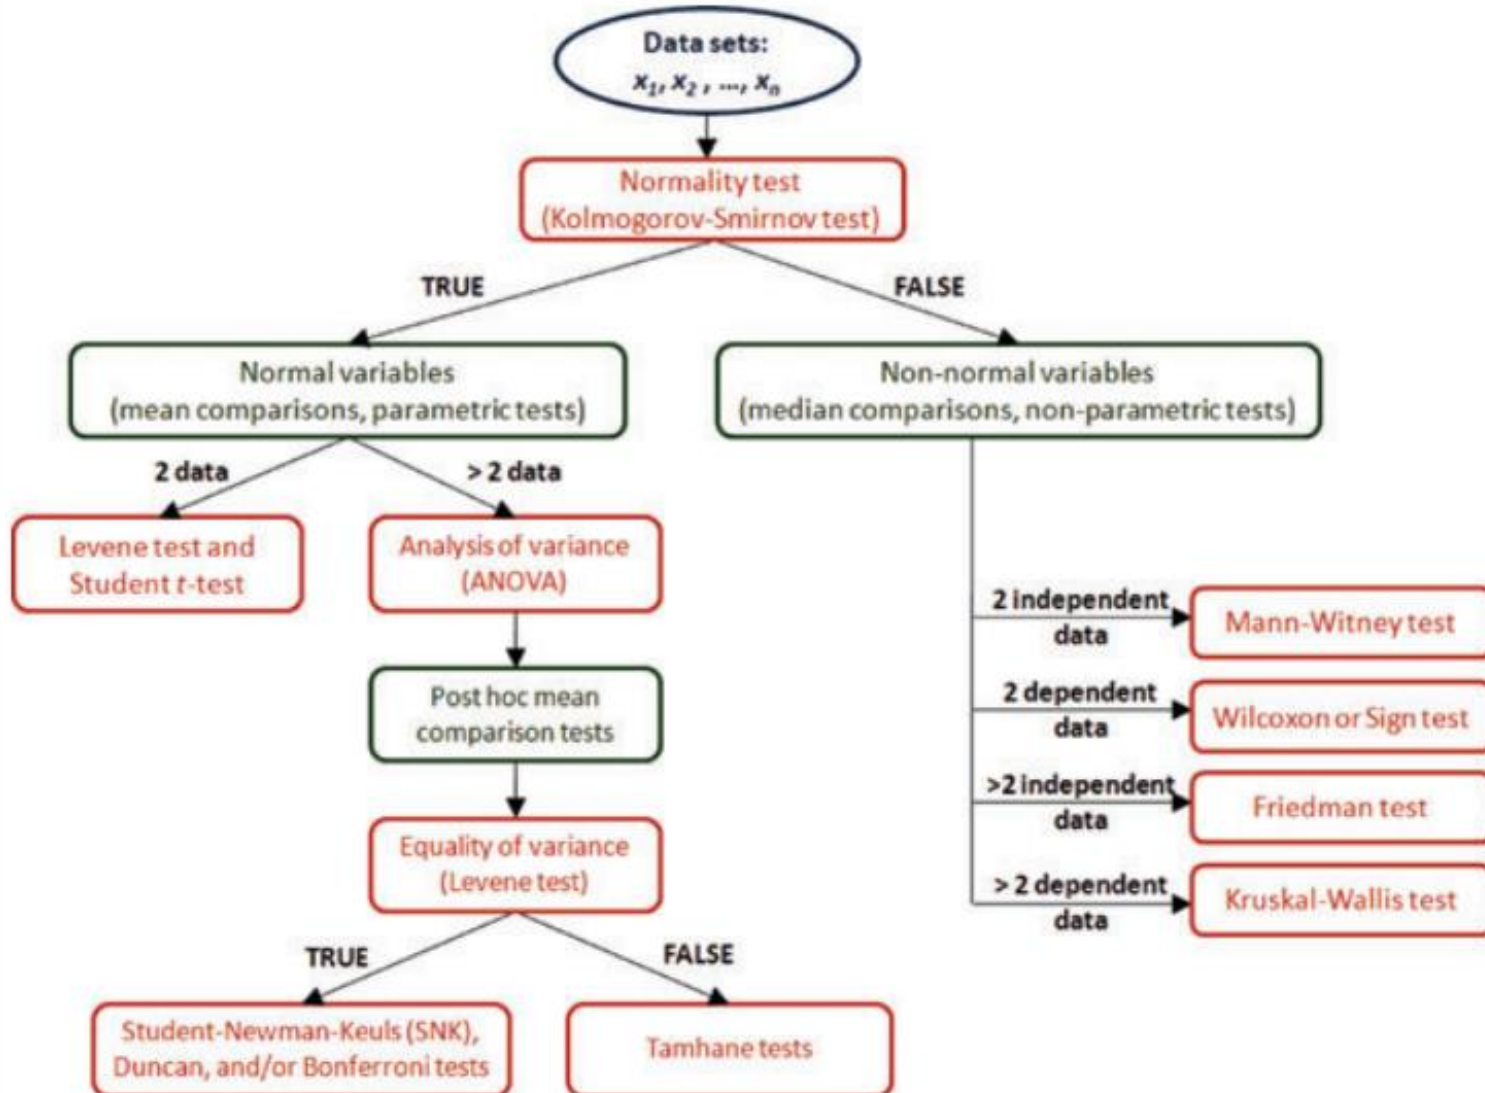 Data sets:
x1, x2 , ..., xn
Normality test
(Kolmogorov-Smirnov test)
TRUE
FALSE
Normal variables
(mean comparisons, parametric tests)
Non-normal variables
(median comparisons, non-parametric tests)
2 data
> 2 data
Levene test and
Student t-test
Analysis of variance
(ANOVA)
Post hoc mean
comparison tests
Equality of variance
(Levene test)
TRUE
FALSE
Student-Newman-Keuls (SNK),
Duncan, and/or Bonferroni tests
Tamhane tests
2 independent
data
Mann-Witney test
2 dependent
data
Wilcoxon or Sign test
>2 independent
data
Friedman test
> 2 dependent
data
Kruskal-Wallis test